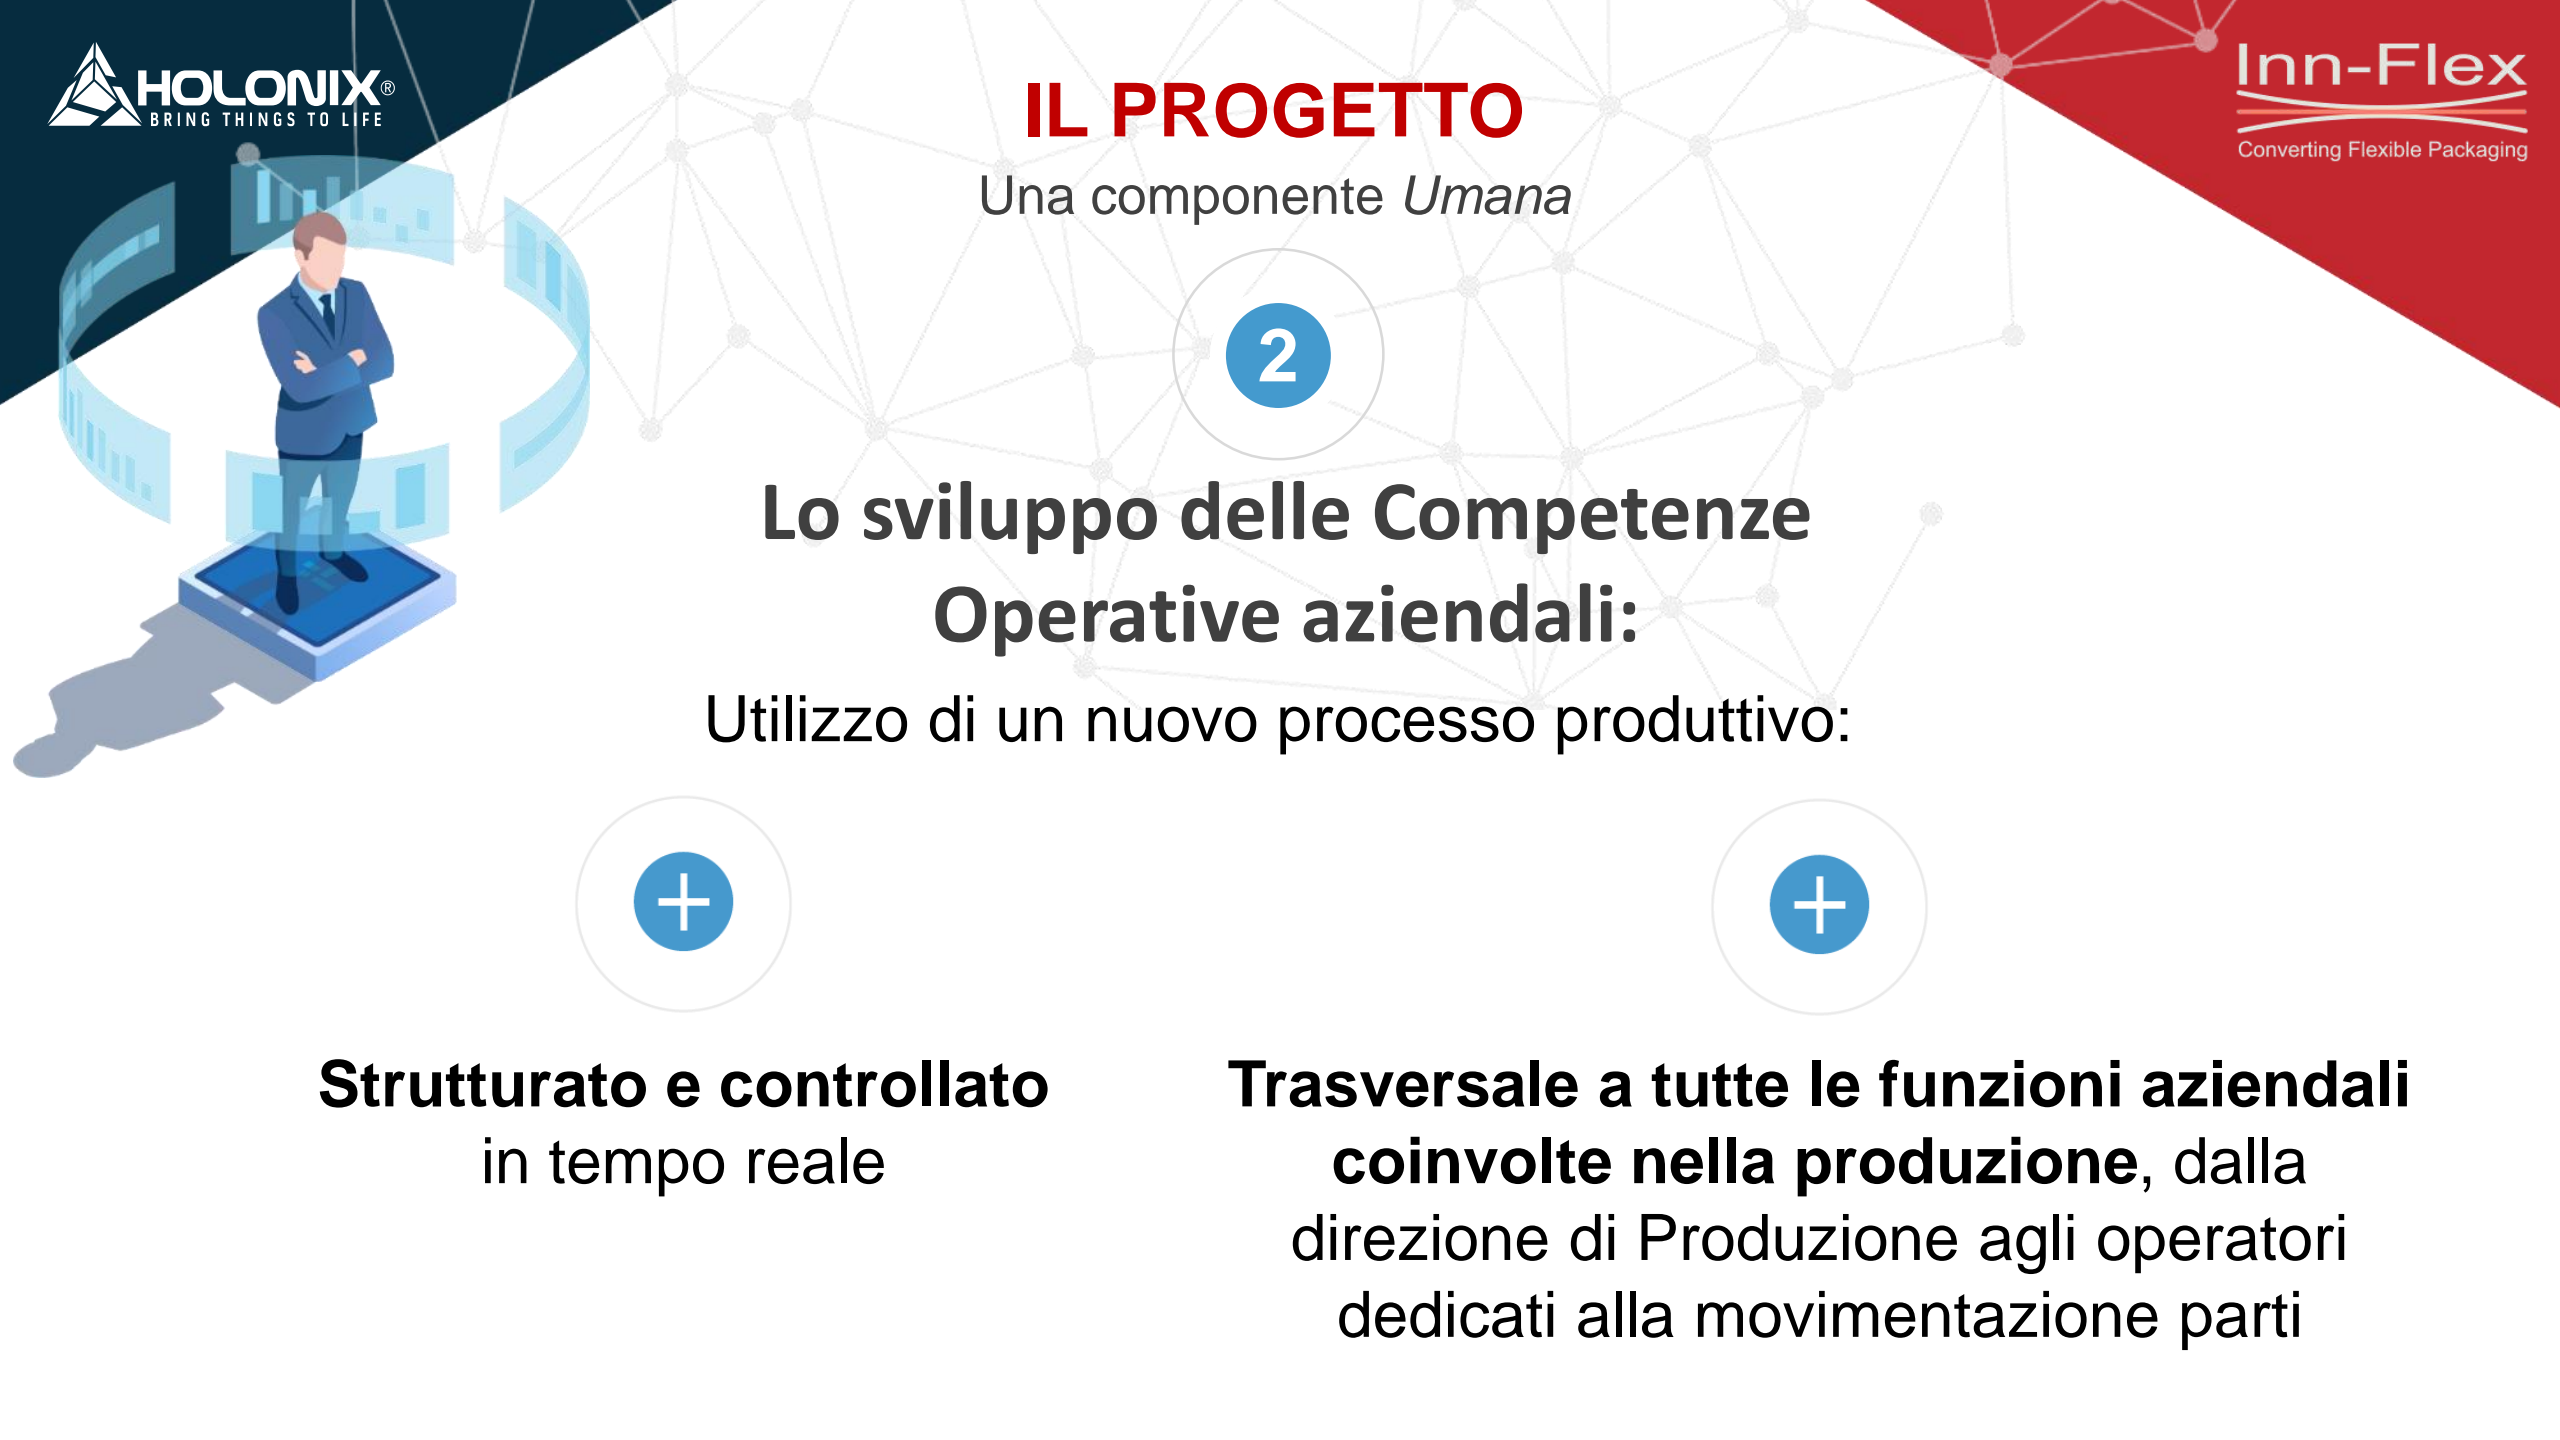 HOLONIX®
BRING THINGS TO LIFE
Inn-Flex
Converting Flexible Packaging
IL PROGETTO
Una componente Umana
2
Lo sviluppo delle Competenze
Operative aziendali:
Utilizzo di un nuovo processo produttivo:
Strutturato e controllato
in tempo reale
Trasversale a tutte le funzioni aziendali
coinvolte nella produzione, dalla
direzione di Produzione agli operatori
dedicati alla movimentazione parti